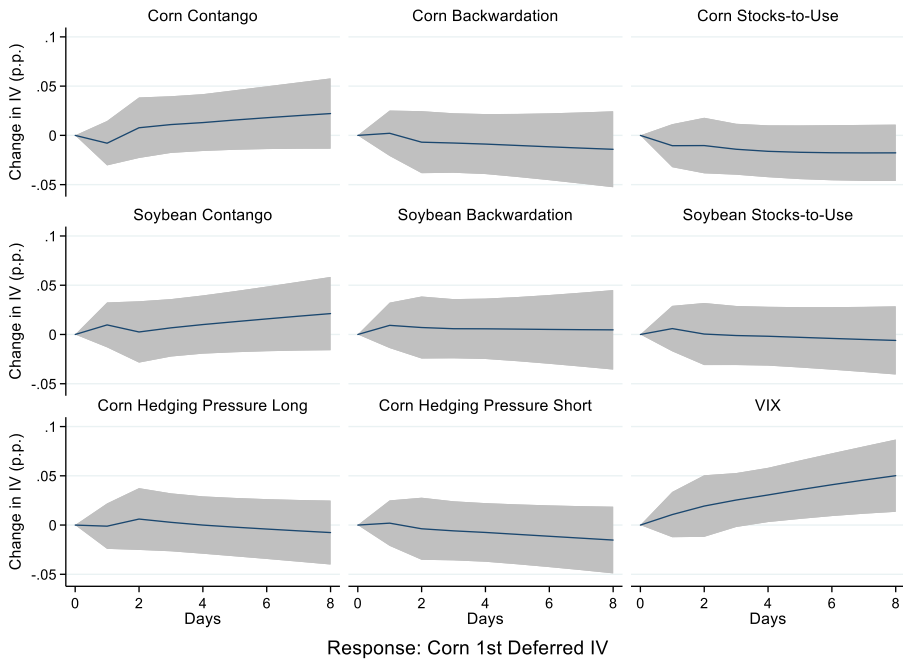 Corn Contango
Corn Backwardation
Corn Stocks-to-Use
Change in IV (p.p.)
.1
.05
0
-.05
Soybean Contango
Soybean Backwardation
Soybean Stocks-to-Use
Change in IV (p.p.)
.1
.05
0
-.05
Corn Hedging Pressure Long
Corn Hedging Pressure Short
VIX
Change in IV (p.p.)
.1
.05
0
-.05
0 2 4 6 8
0 2 4 6 8
0 2 4 6 8
Days
Days
Days
Response: Corn 1st Deferred IV